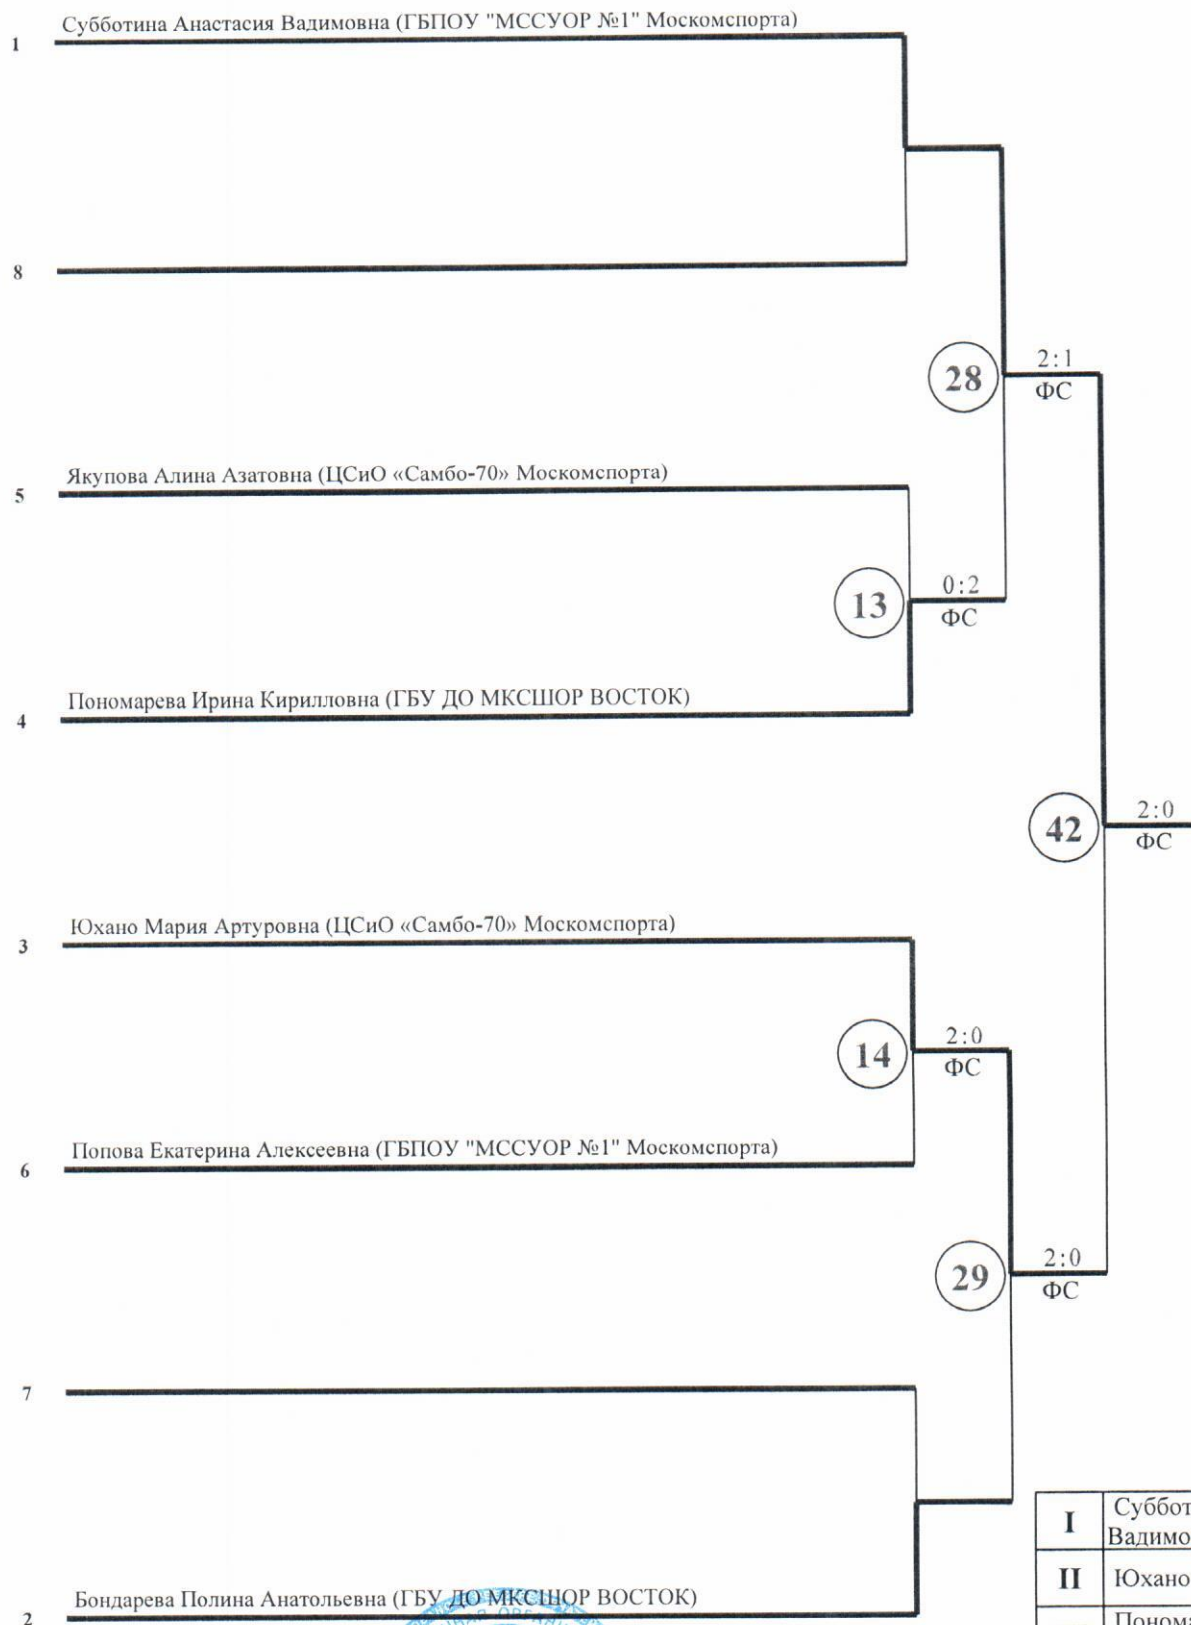 Субботина Анастасия Вадимовна (ГБПОУ "МССУОР №1" Москомспорта)
1
8
28
2:1
ФС
Якупова Алина Азатовна (ЦСиО «Самбо-70» Москомспорта)
5
13
0:2
ФС
Пономарева Ирина Кирилловна (ГБУ ДО МКСШОР ВОСТОК)
4
42
2:0
ФС
Юхано Мария Артуровна (ЦСиО «Самбо-70» Москомспорта)
3
14
2:0
ФС
Попова Екатерина Алексеевна (ГБПОУ "МССУОР №1" Москомспорта)
6
29
2:0
ФС
7
I
Суббот
Вадимо
II
Юхано
Бондарева Полина Анатольевна (ГБУ ДО МКСШОР ВОСТОК)
2
Понома